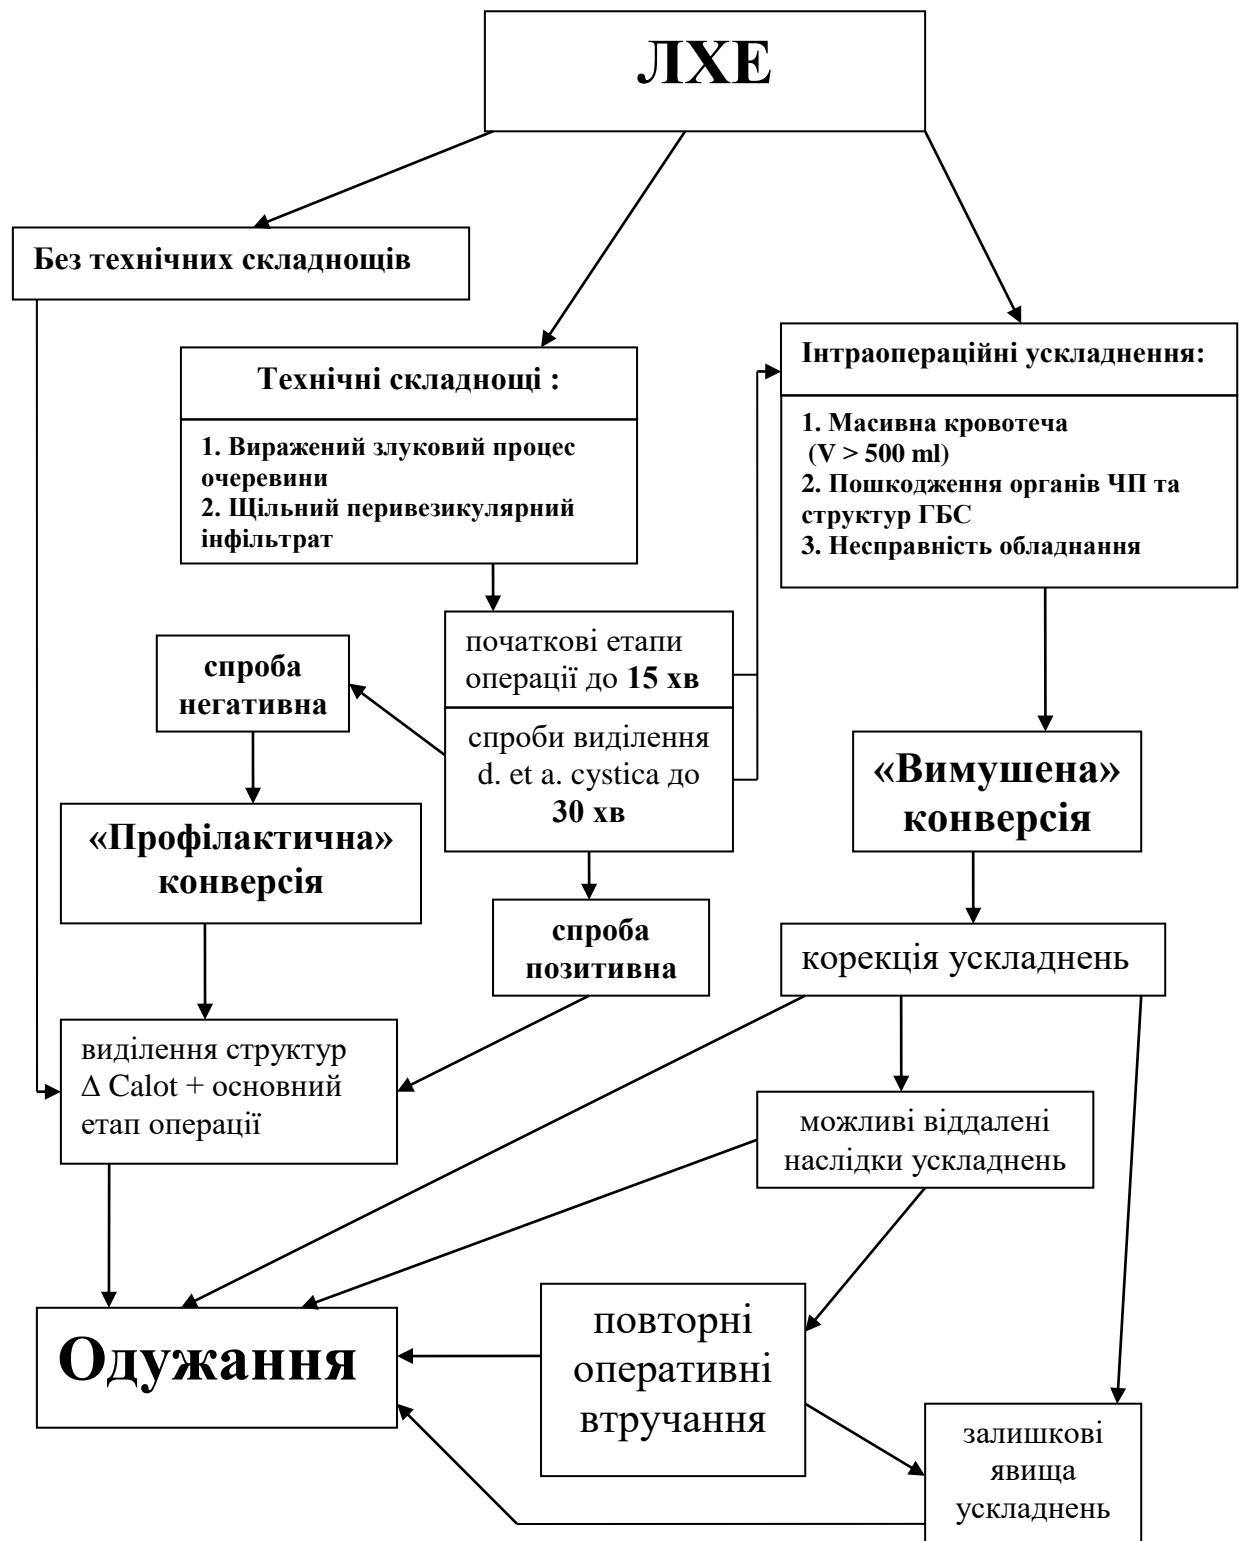 ЛХЕ
Без технічних складнощів
Технічні складнощі :
1. Виражений злуковий процес
очеревини
2. Щільний перивезикулярний
інфільтрат
Інтраопераційні ускладнення:
1. Масивна кровотеча
(V > 500 ml)
2. Пошкодження органів ЧП та
структур ГБС
3. Несправність обладнання
початкові етапи
операції до 15 хв
спроби виділення
d. et a. cystica до
30 хв
спроба
негативна
«Профілактична»
конверсія
«Вимушена»
конверсія
спроба
позитивна
корекція ускладнень
виділення структур
∆ Calot + основний
етап операції
можливі віддалені
наслідки ускладнень
Одужання
повторні
оперативні
втручання
залишкові
явища
ускладнень